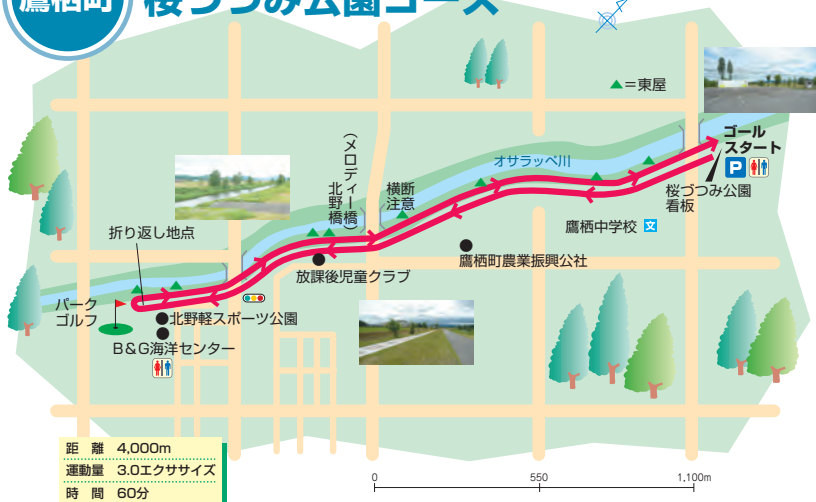 鷹栖町
桜づつみ公園コース
▲=東屋
ゴール
スタート
P
桜づつみ公園
看板
オサラッペ川
(メロディー橋)
北野橋
横断
注意
鷹栖中学校 文
鷹栖町農業振興公社
放課後児童クラブ
折り返し地点
パーク
ゴルフ
北野軽スポーツ公園
B&G海洋センター
距 離 4,000m
運動量 3.0エクササイズ
時 間 60分
0 550 1,100m